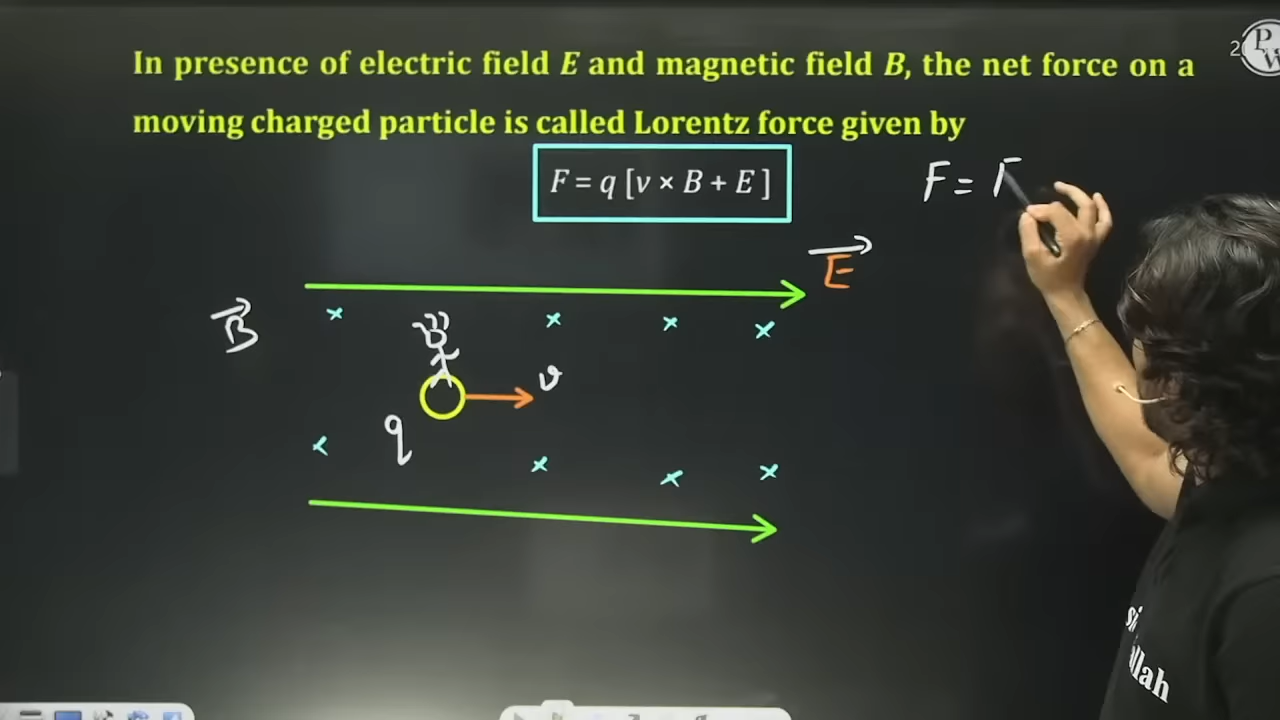 In presence of electric field E and magnetic field B, the net force on a
moving charged particle is called Lorentz force given by
F = q [v × B + E ]
F = F
E
B
v
q
2
P
W